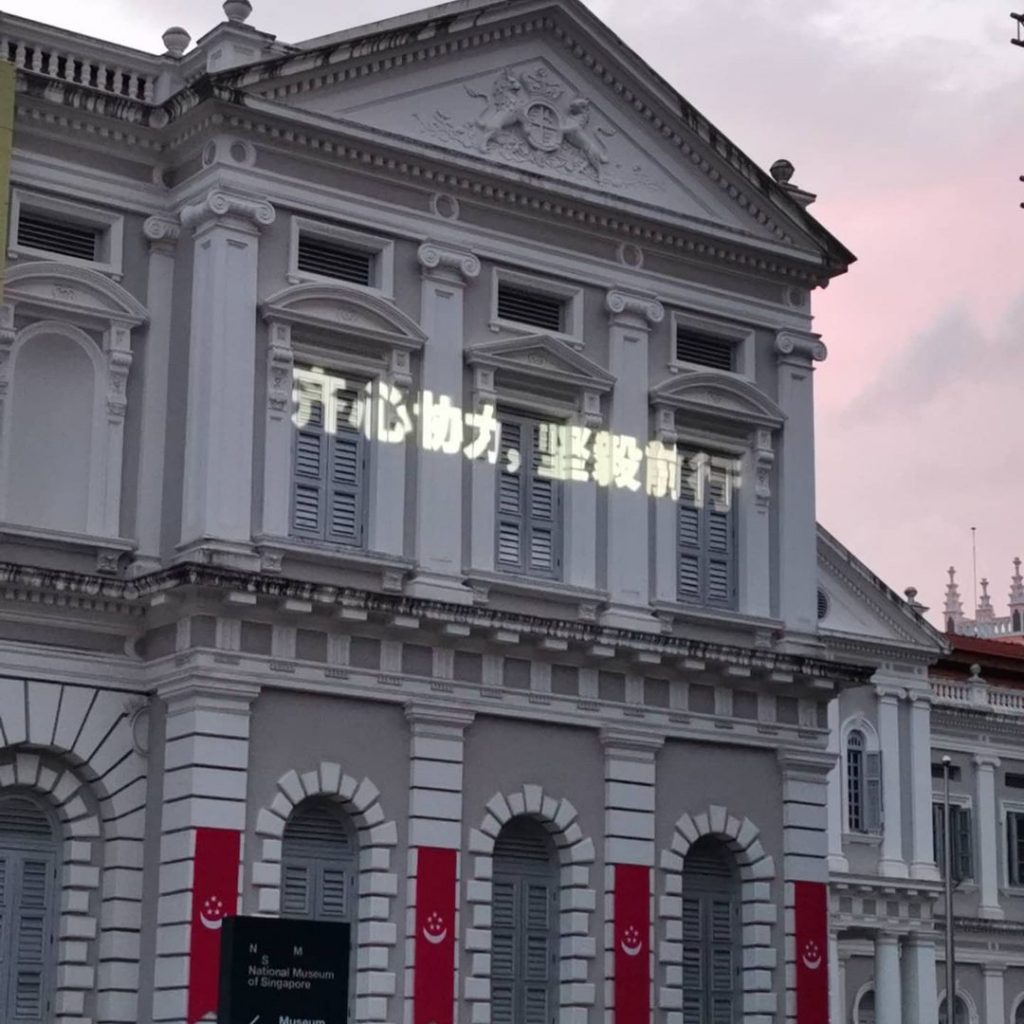 齐心协力，坚毅前行
N M
S
National Museum
of Singapore
Museum